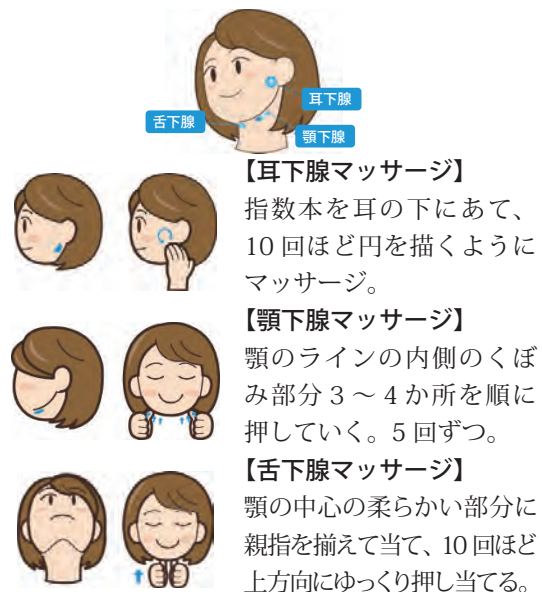 耳下腺
舌下腺
顎下腺
【耳下腺マッサージ】
指数本を耳の下にあて、
10 回ほど円を描くように
マッサージ。
【顎下腺マッサージ】
顎のラインの内側のくぼ
み部分 3 ～ 4 か所を順に
押していく。5 回ずつ。
【舌下腺マッサージ】
顎の中心の柔らかい部分に
親指を揃えて当て、10 回ほど
上方向にゆっくり押し当てる。